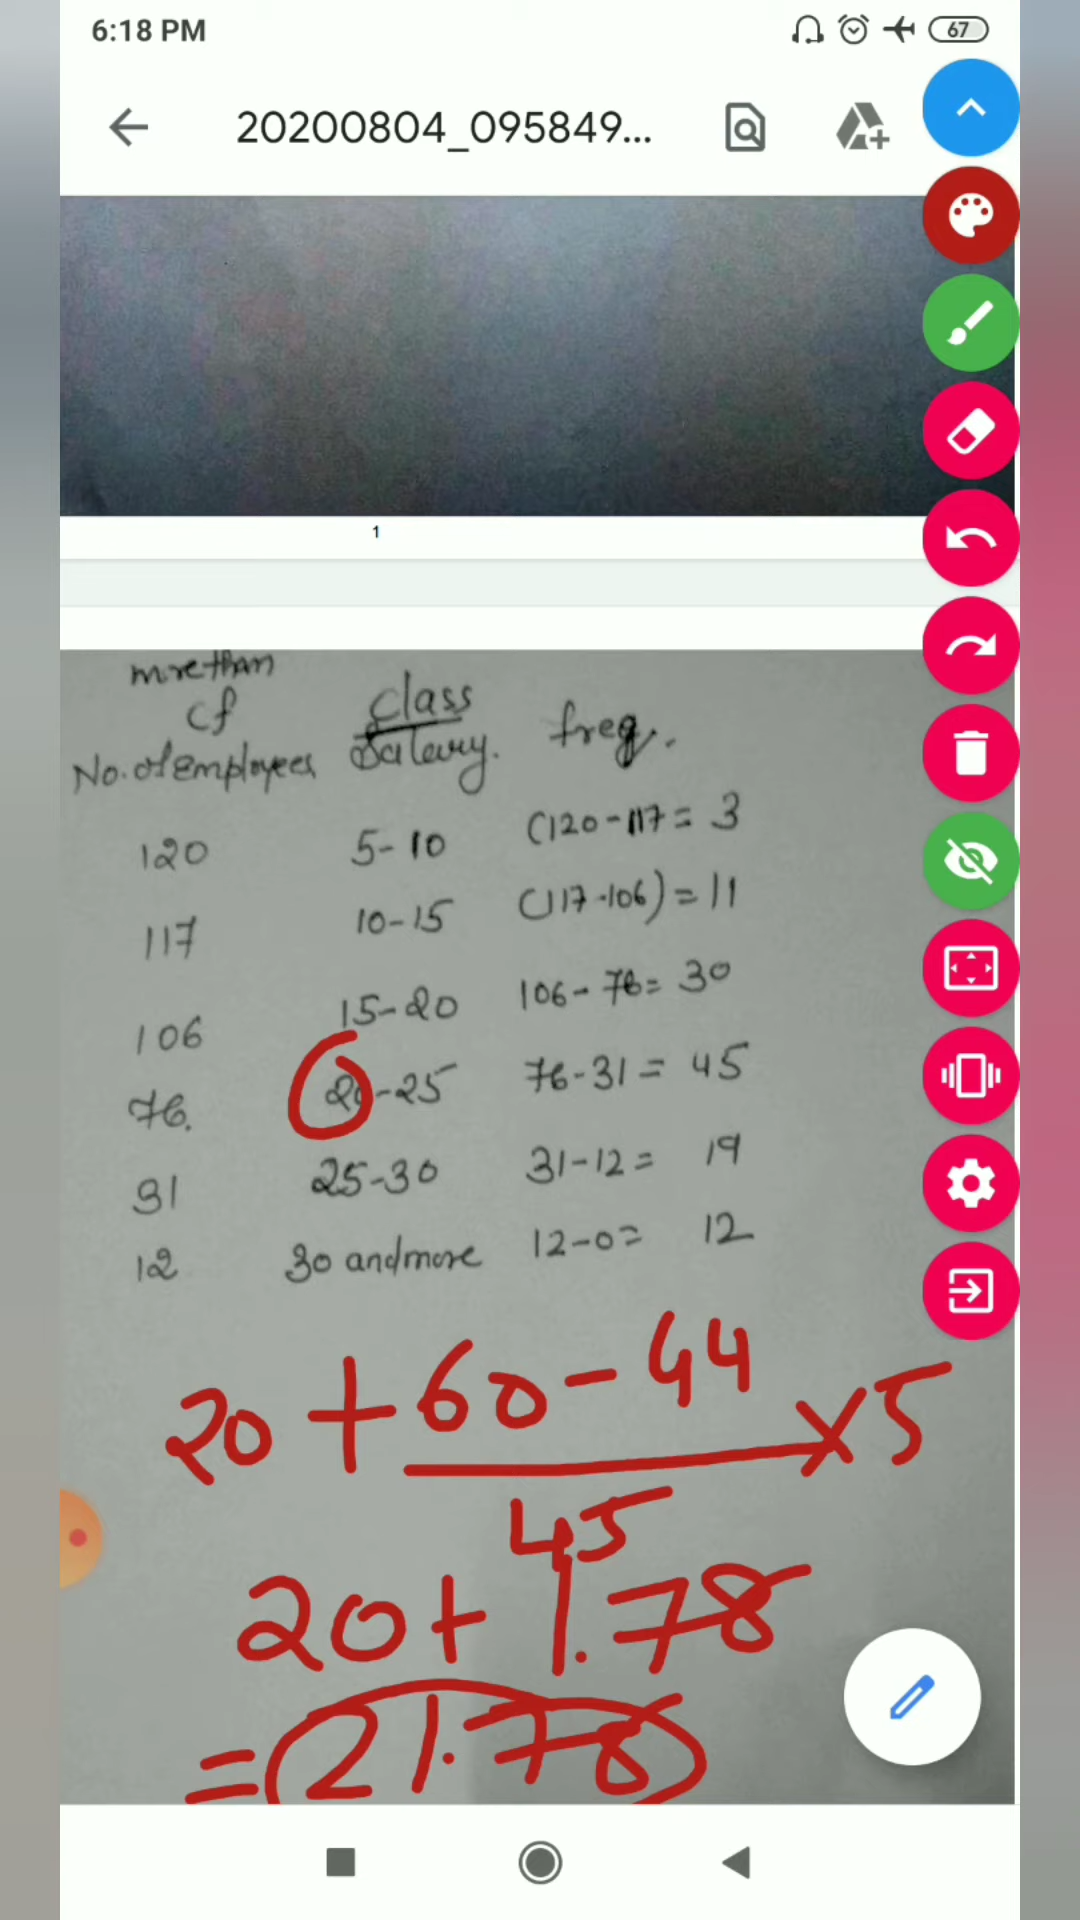 6:18 PM
67
20200804_095849...
1
more than
cf
No. of Employees
class
Salary.
freq.
120 5-10 (120-117= 3
117 10-15 (117-106)=11
106 15-20 106-76= 30
76. 20-25 76-31= 45
31 25-30 31-12= 19
12 30 and more 12-0= 12
20+60-44×5
45
20+1.78
=21.78